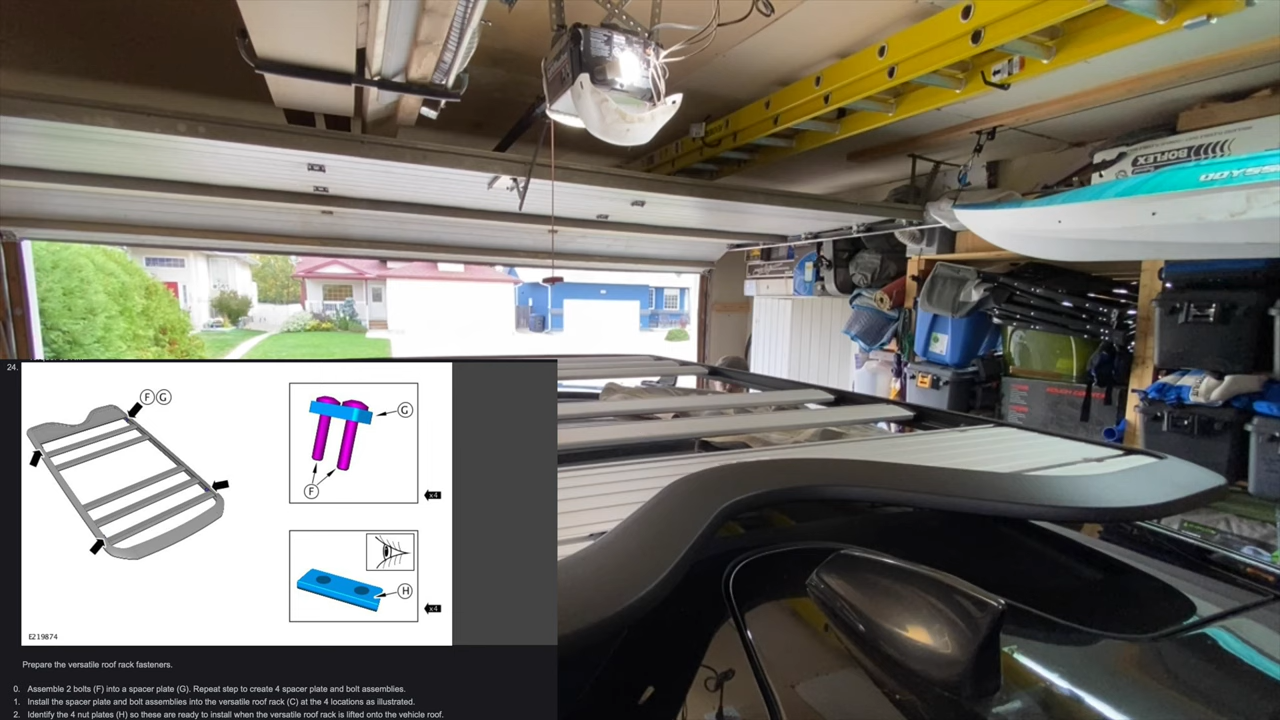 BOFLEX
ODYSSEY
24.
F G
G
F
x4
H
x4
E219874
Prepare the versatile roof rack fasteners.
0. Assemble 2 bolts (F) into a spacer plate (G). Repeat step to create 4 spacer plate and bolt assemblies.
1. Install the spacer plate and bolt assemblies into the versatile roof rack (C) at the 4 locations as illustrated.
2. Identify the 4 nut plates (H) so these are ready to install when the versatile roof rack is lifted onto the vehicle roof.